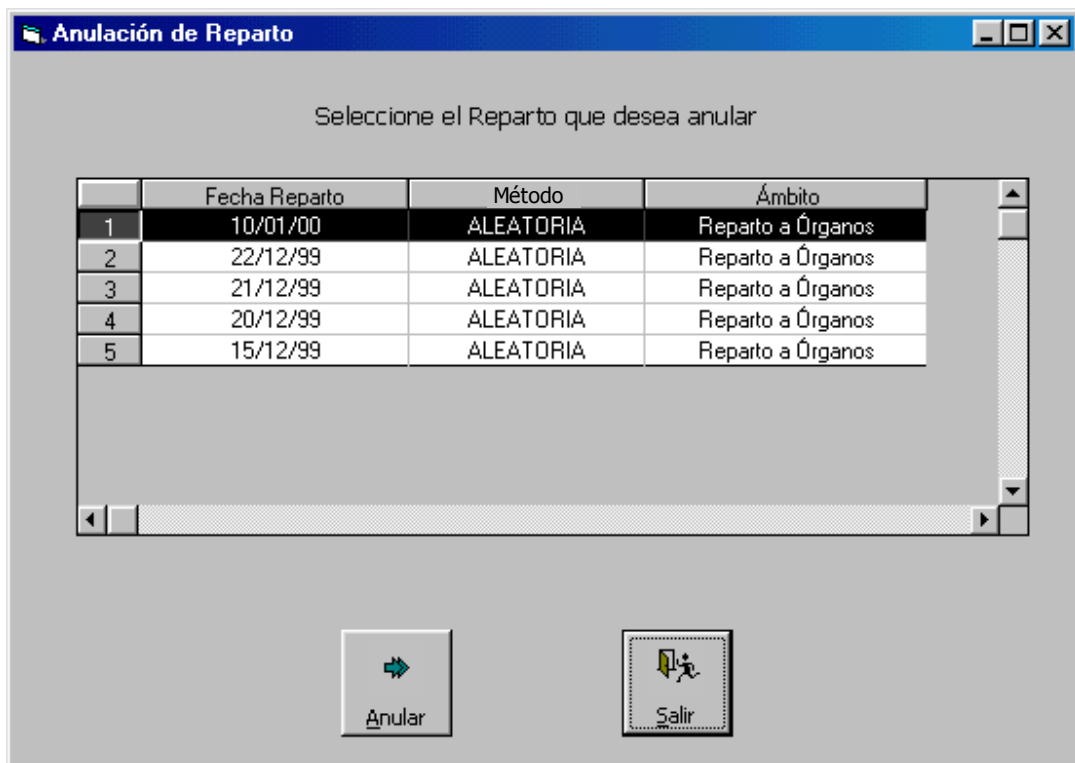 Anulación de Reparto
Seleccione el Reparto que desea anular
Fecha Reparto Método Ámbito
1 10/01/00 ALEATORIA Reparto a Órganos
2 22/12/99 ALEATORIA Reparto a Órganos
3 21/12/99 ALEATORIA Reparto a Órganos
4 20/12/99 ALEATORIA Reparto a Órganos
5 15/12/99 ALEATORIA Reparto a Órganos
Anular Salir